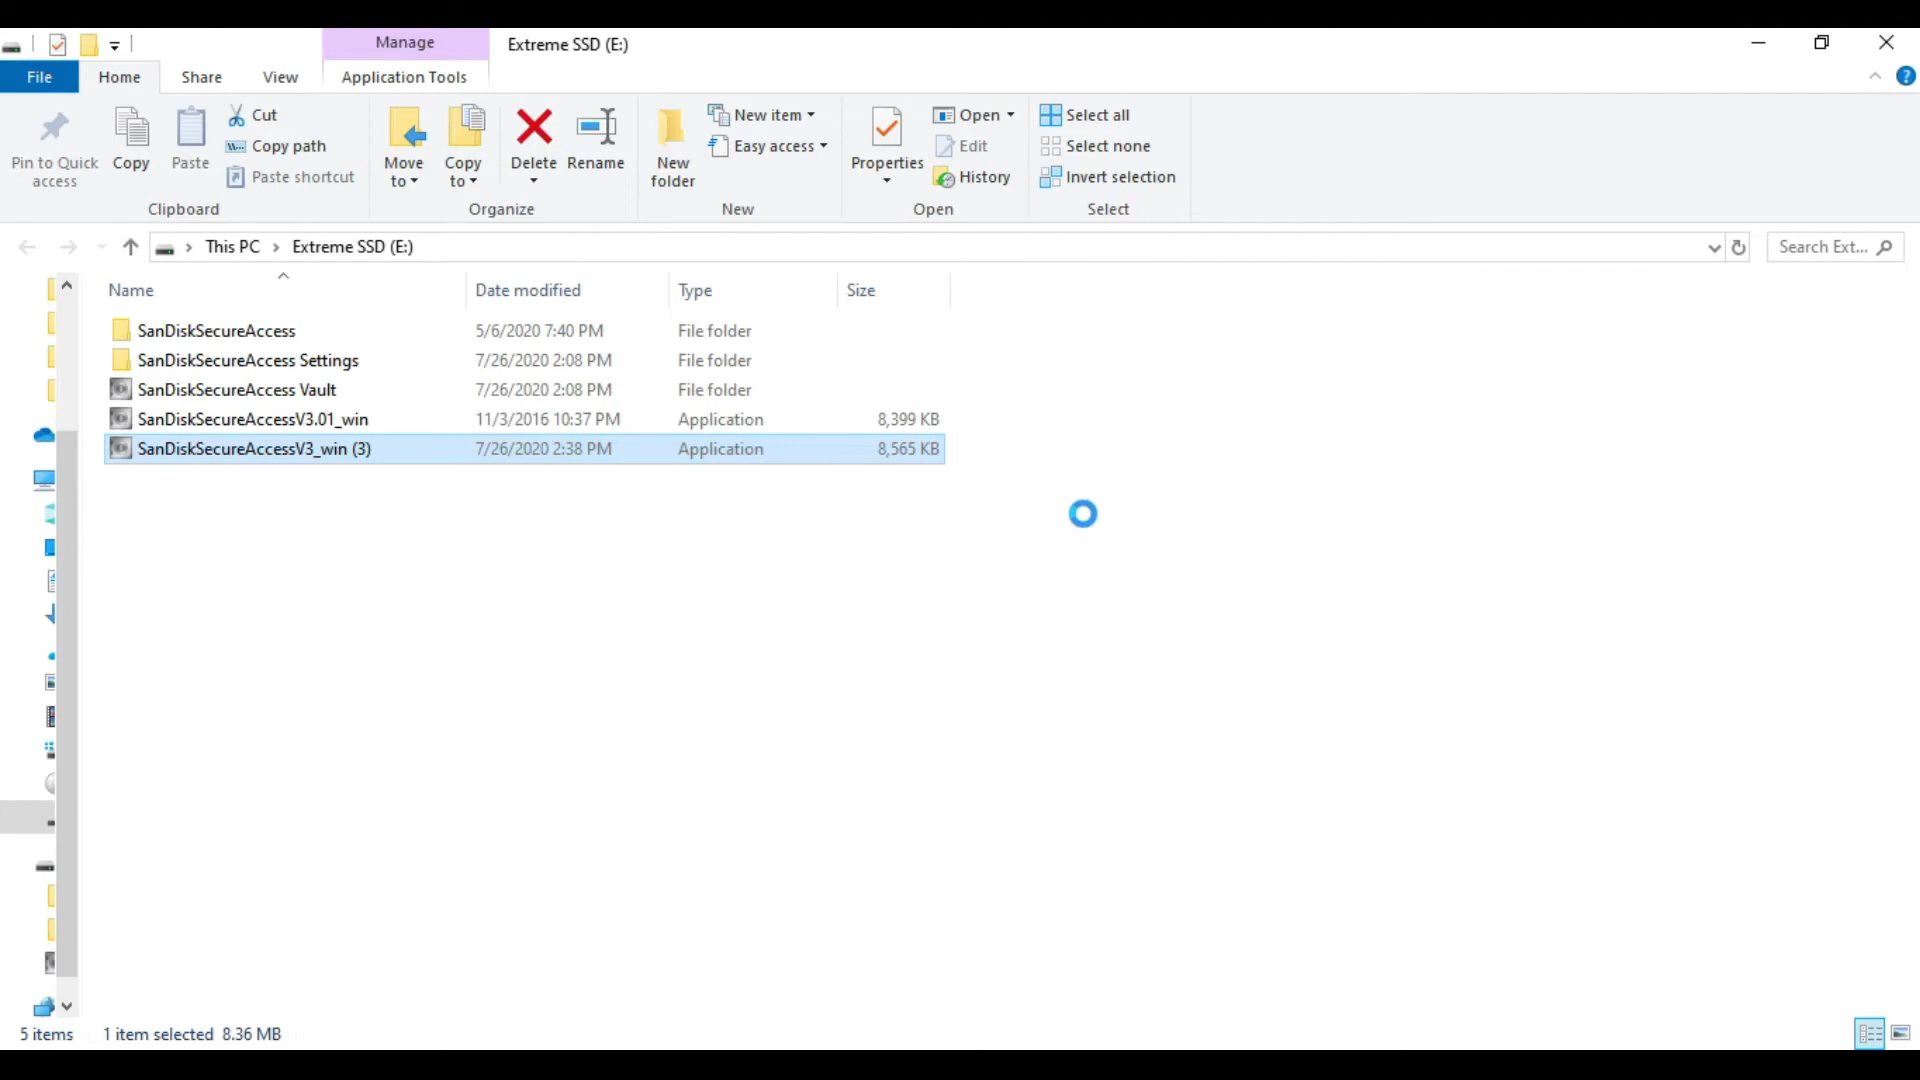 Manage
Extreme SSD (E:)
File
Home
Share
View
Application Tools
?
Pin to Quick
access
Copy
Paste
Cut
Copy path
Paste shortcut
Clipboard
Move
to
Copy
to
Delete
Rename
Organize
New
folder
New item
Easy access
New
Properties
Open
Edit
History
Open
Select all
Select none
Invert selection
Select
This PC > Extreme SSD (E:)
Search Ext...
Name Date modified Type Size
SanDiskSecureAccess 5/6/2020 7:40 PM File folder
SanDiskSecureAccess Settings 7/26/2020 2:08 PM File folder
SanDiskSecureAccess Vault 7/26/2020 2:08 PM File folder
SanDiskSecureAccessV3.01_win 11/3/2016 10:37 PM Application 8,399 KB
SanDiskSecureAccessV3_win (3) 7/26/2020 2:38 PM Application 8,565 KB
5 items 1 item selected 8.36 MB